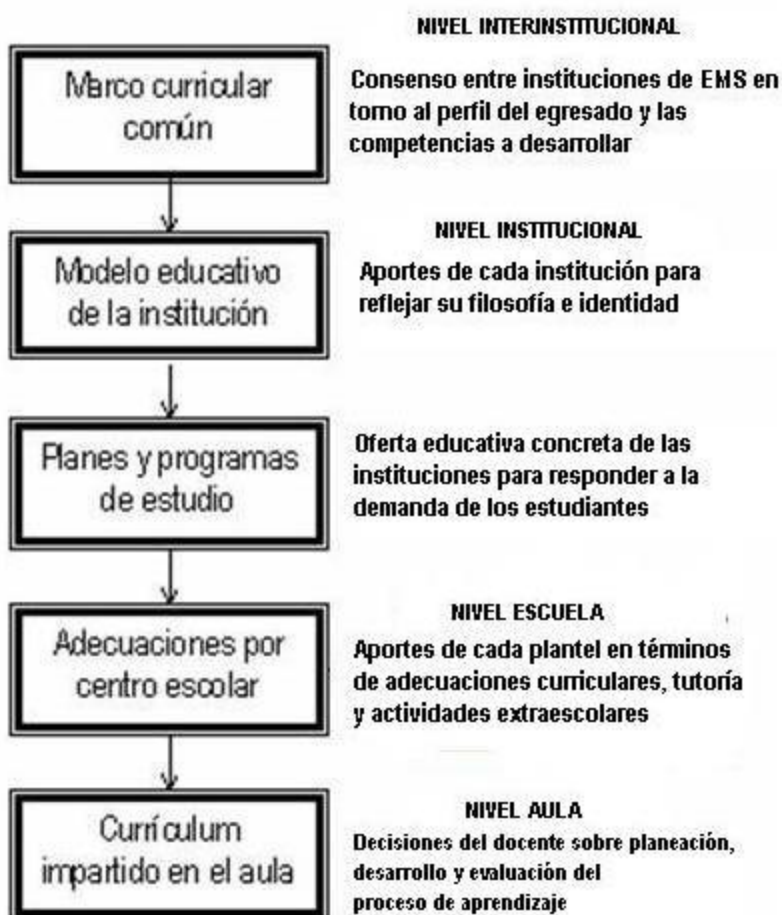 NIVEL INTERINSTITUCIONAL
Marco curricular
común
Consenso entre instituciones de EMS en
torno al perfil del egresado y las
competencias a desarrollar
NIVEL INSTITUCIONAL
Modelo educativo
de la institución
Aportes de cada institución para
reflejar su filosofía e identidad
Planes y programas
de estudio
Oferta educativa concreta de las
instituciones para responder a la
demanda de los estudiantes
NIVEL ESCUELA
Adecuaciones por
centro escolar
Aportes de cada plantel en términos
de adecuaciones curriculares, tutoría
y actividades extraescolares
NIVEL AULA
Currículum
impartido en el aula
Decisiones del docente sobre planeación,
desarrollo y evaluación del
proceso de aprendizaje